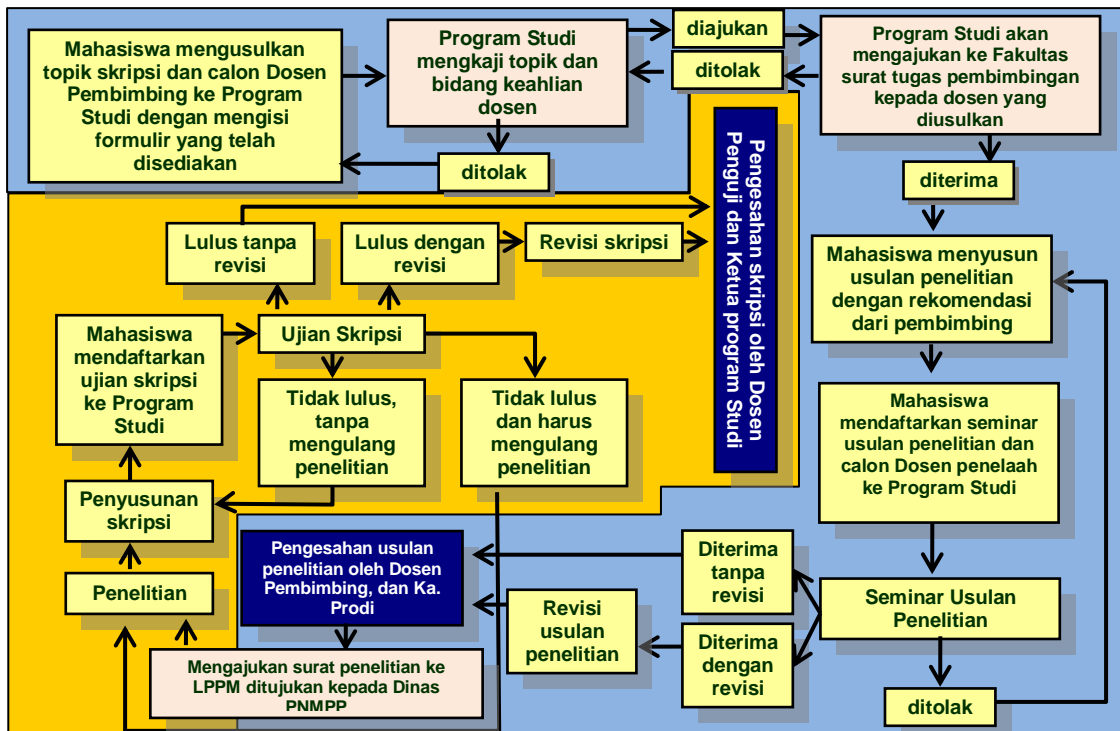 Mahasiswa mengusulkan
topik skripsi dan calon Dosen
Pembimbing ke Program
Studi dengan mengisi
formulir yang telah
disediakan
Program Studi
mengkaji topik dan
bidang keahlian
dosen
diajukan
ditolak
Program Studi akan
mengajukan ke Fakultas
surat tugas pembimbingan
kepada dosen yang
diusulkan
ditolak
diterima
Pengesahan skripsi oleh Dosen
Penguji dan Ketua program Studi
Lulus tanpa
revisi
Lulus dengan
revisi
Revisi skripsi
Mahasiswa menyusun
usulan penelitian
dengan rekomendasi
dari pembimbing
Mahasiswa
mendaftarkan
ujian skripsi
ke Program
Studi
Ujian Skripsi
Tidak lulus,
tanpa
mengulang
penelitian
Tidak lulus
dan harus
mengulang
penelitian
Mahasiswa
mendaftarkan seminar
usulan penelitian dan
calon Dosen penelaah
ke Program Studi
Penyusunan
skripsi
Pengesahan usulan
penelitian oleh Dosen
Pembimbing, dan Ka.
Prodi
Diterima
tanpa
revisi
Penelitian
Revisi
usulan
penelitian
Seminar Usulan
Penelitian
Diterima
dengan
revisi
Mengajukan surat penelitian ke
LPPM ditujukan kepada Dinas
PNMPP
ditolak